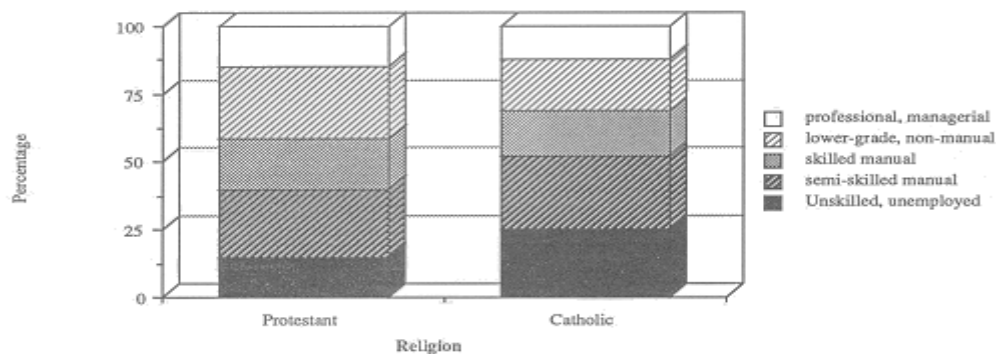 100
75
50
25
0
Percentage
Protestant
Catholic
Religion
professional, managerial
lower-grade, non-manual
skilled manual
semi-skilled manual
Unskilled, unemployed